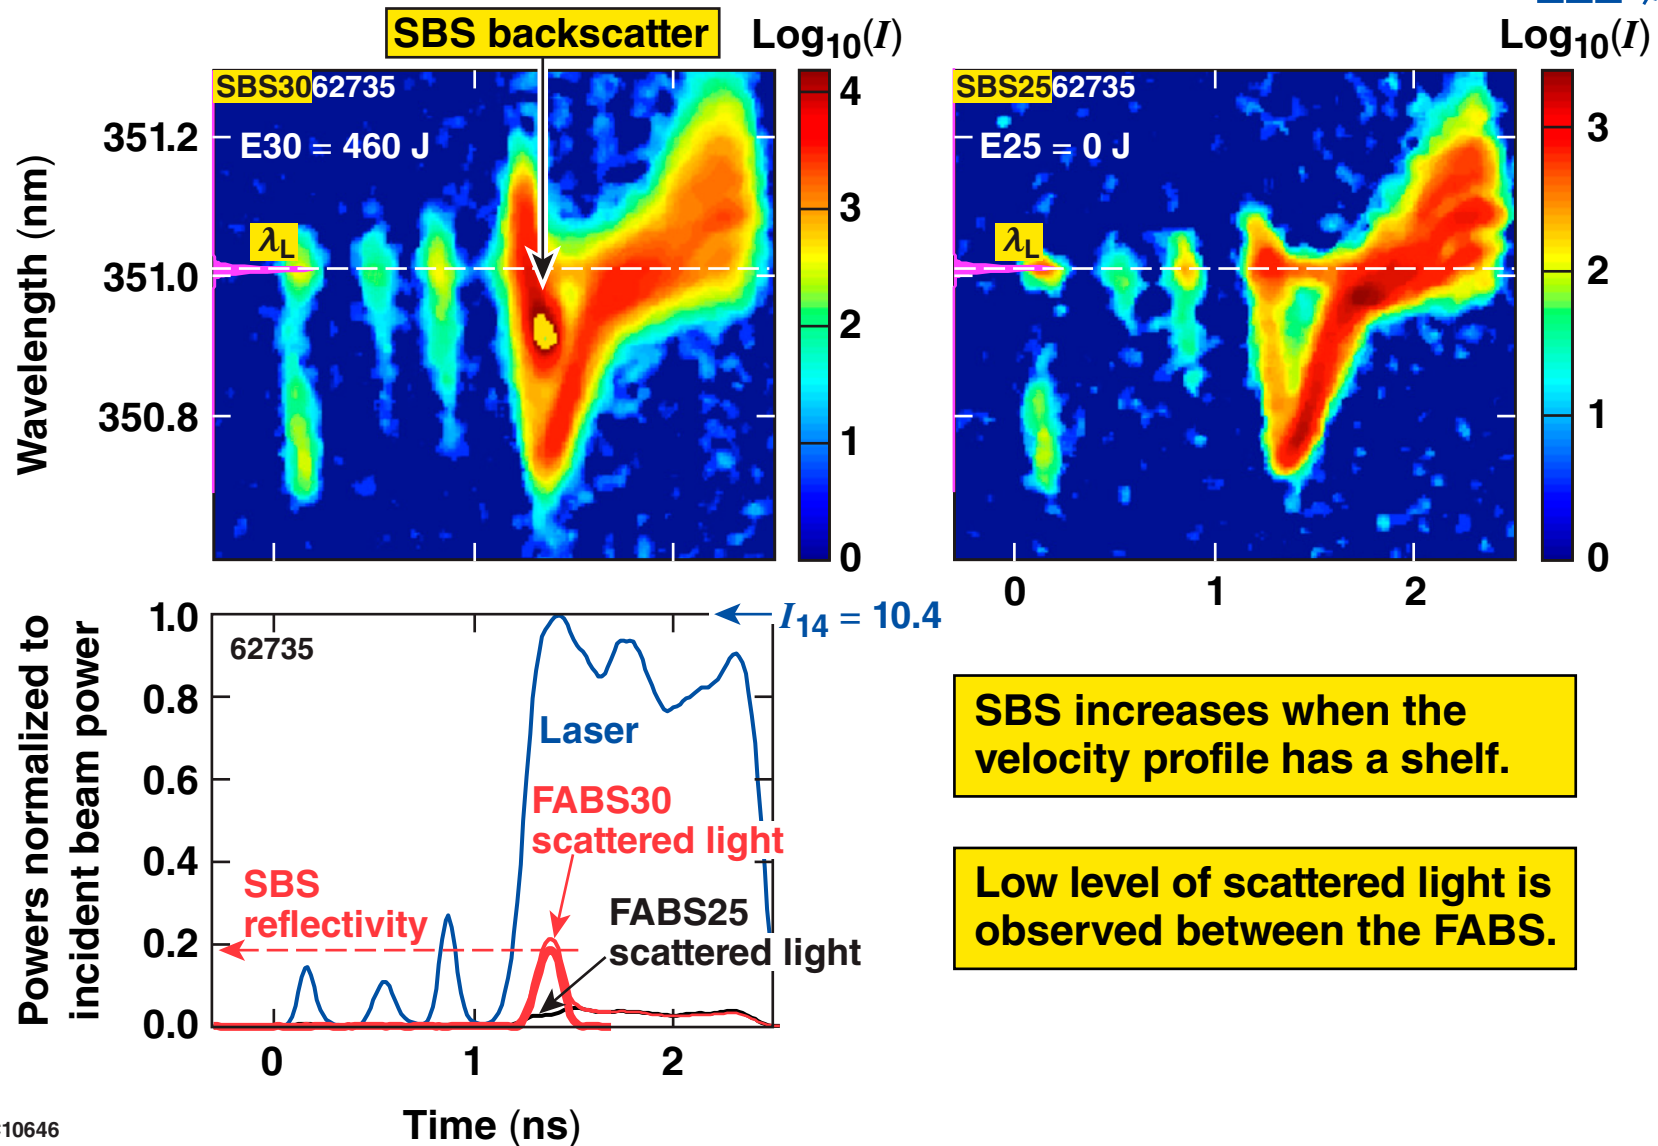 SBS backscatter
Log10(I)
Log10(I)
SBS3062735
E30 = 460 J
λL
Wavelength (nm)
351.2
351.0
350.8
4
3
2
1
0
SBS2562735
E25 = 0 J
λL
3
2
1
0
0
1
2
Powers normalized to
incident beam power
1.0
0.8
0.6
0.4
0.2
0.0
62735
I14 = 10.4
Laser
FABS30
scattered light
SBS
reflectivity
FABS25
scattered light
0
1
2
Time (ns)
SBS increases when the
velocity profile has a shelf.
Low level of scattered light is
observed between the FABS.
10646